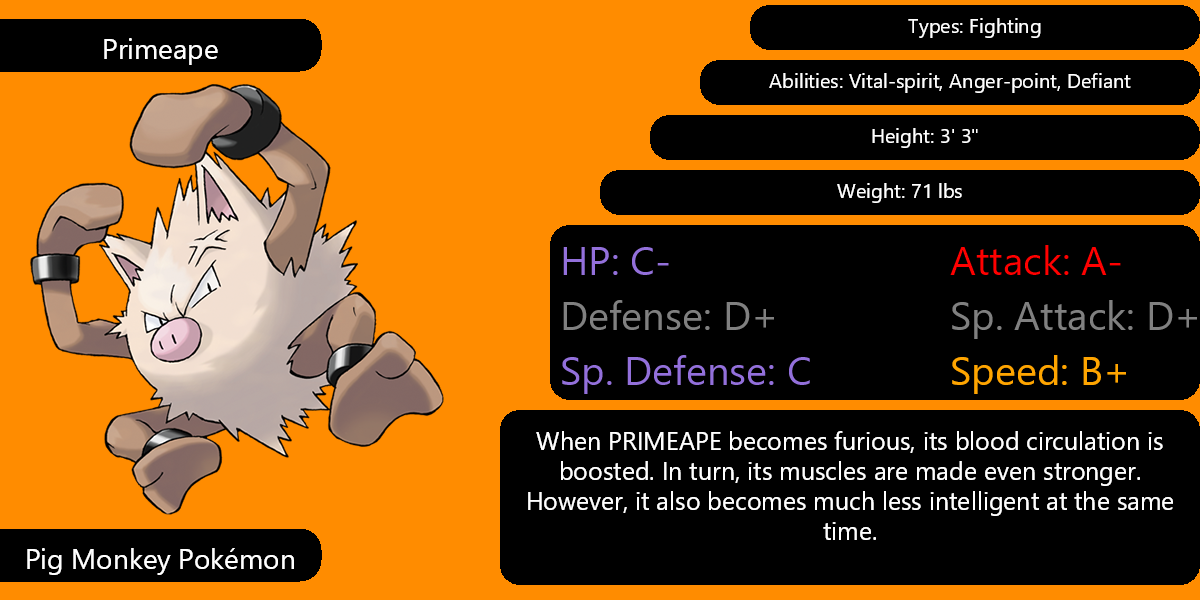 Primeape
Types: Fighting
Abilities: Vital-spirit, Anger-point, Defiant
Height: 3' 3"
Weight: 71 lbs
HP: C-
Attack: A-
Defense: D+
Sp. Attack: D+
Sp. Defense: C
Speed: B+
When PRIMEAPE becomes furious, its blood circulation is
boosted. In turn, its muscles are made even stronger.
However, it also becomes much less intelligent at the same
time.
Pig Monkey Pokémon